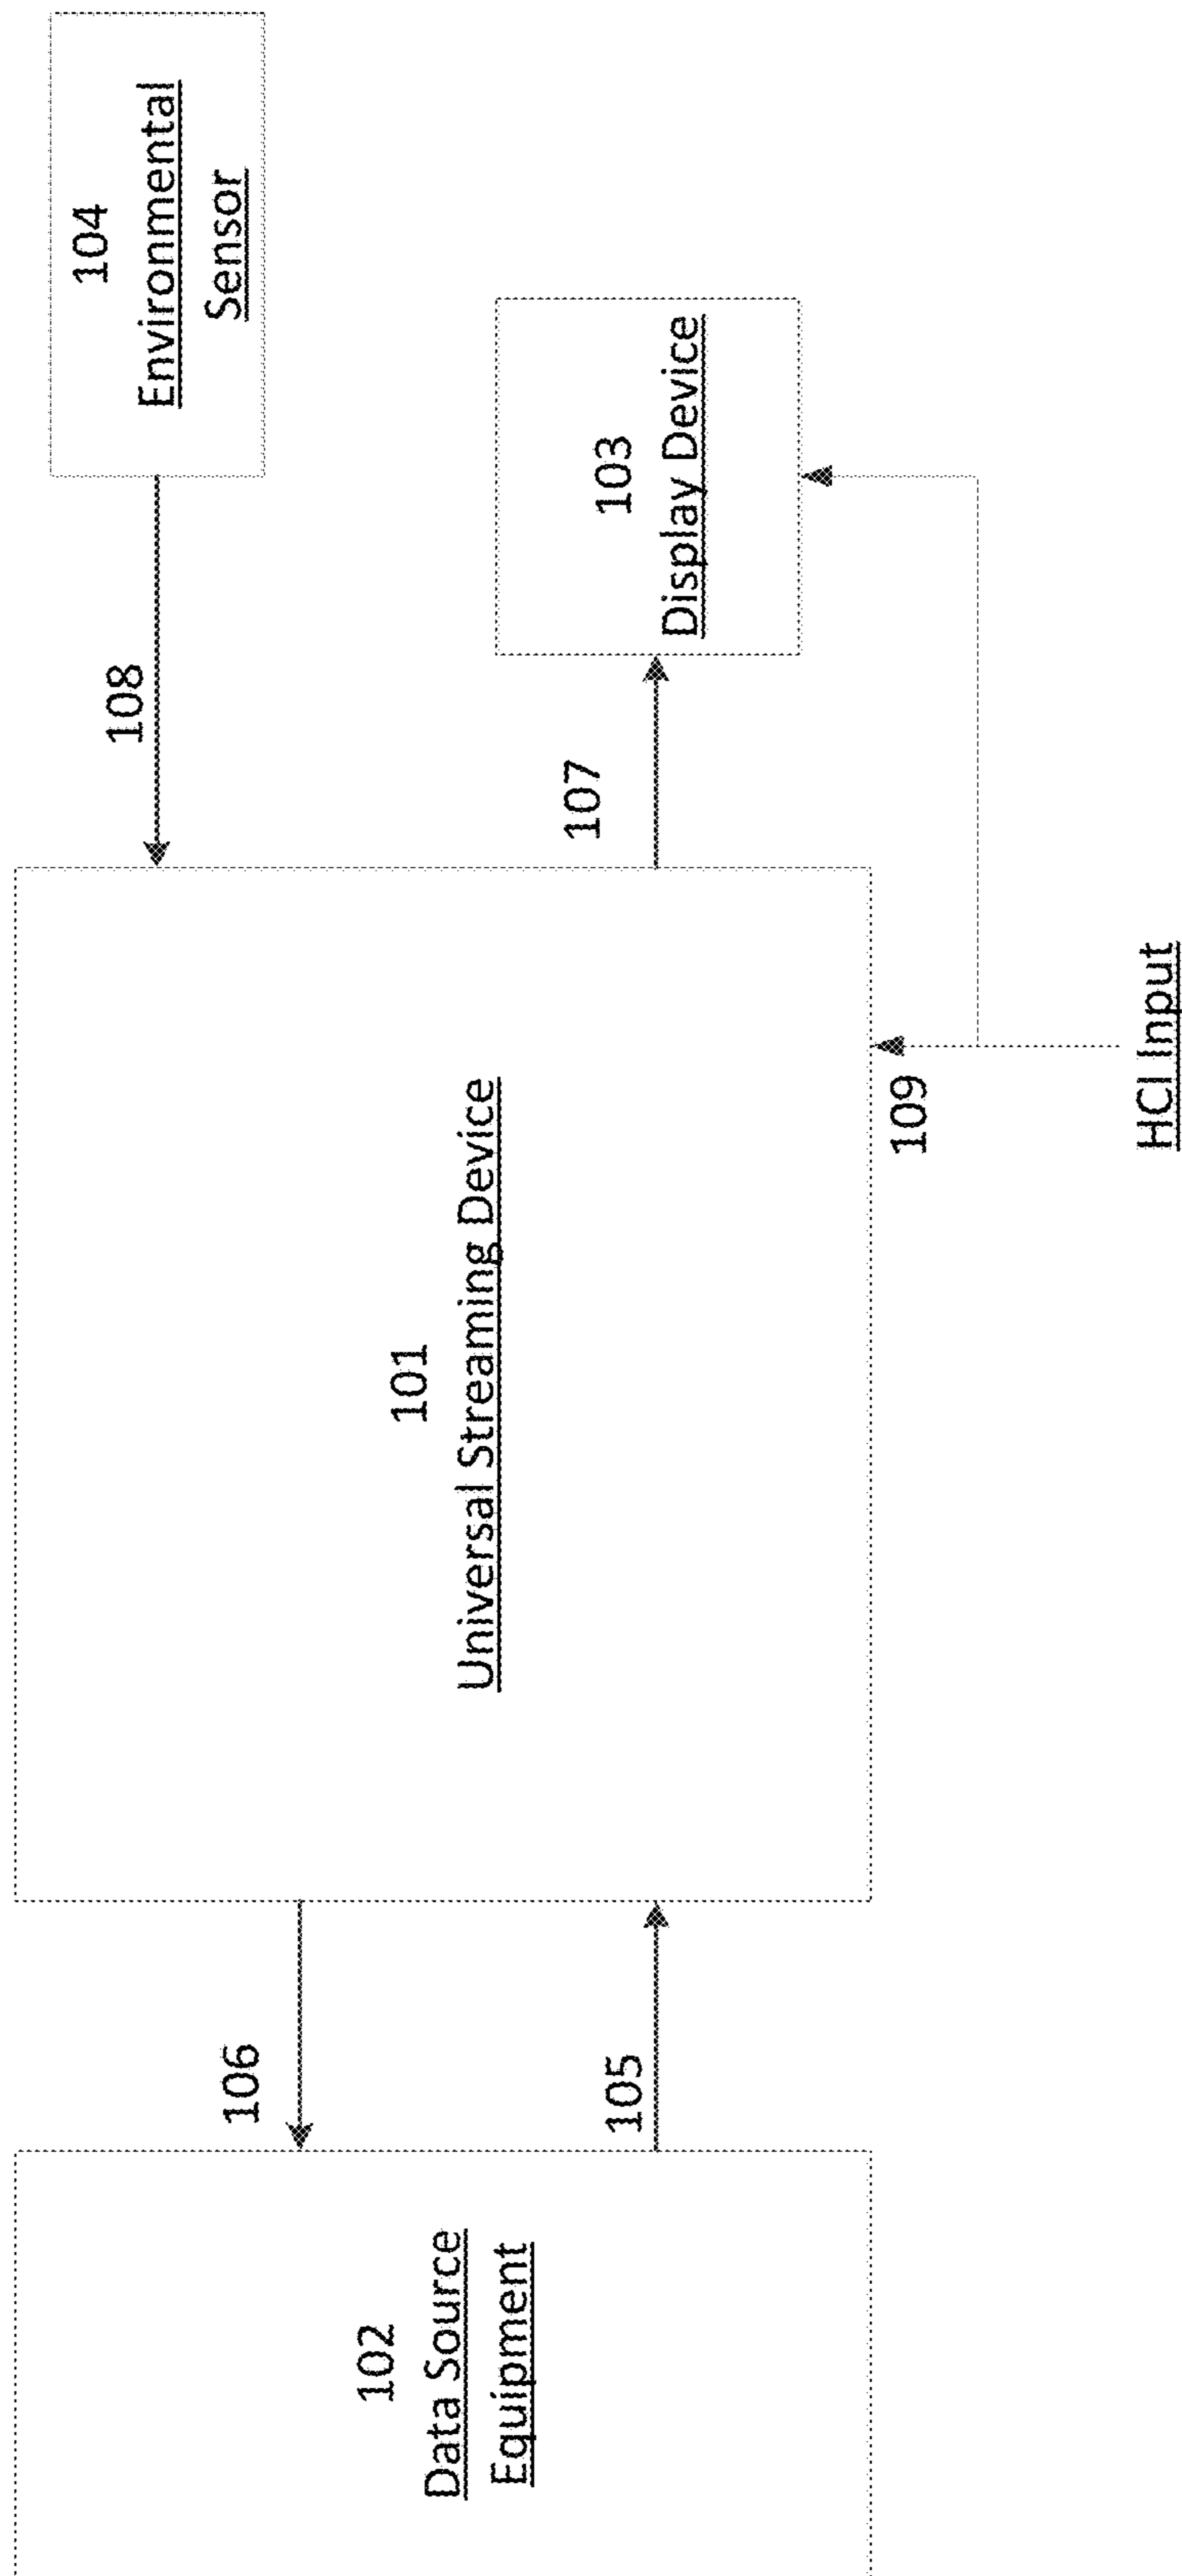 102
Data Source
Equipment
106
105
101
Universal Streaming Device
109
HCI Input
108
107
104
Environmental
Sensor
103
Display Device